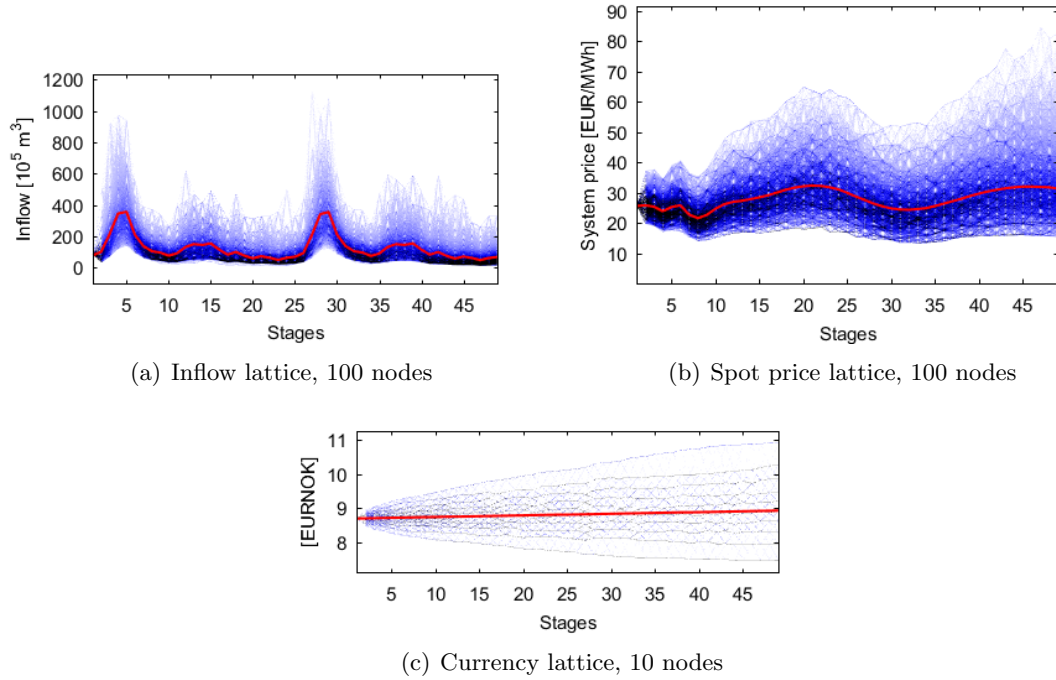 1200
1000
800
600
400
200
0
Inflow [10⁵ m³]
5 10 15 20 25 30 35 40 45
Stages
(a) Inflow lattice, 100 nodes
90
80
70
60
50
40
30
20
10
System price [EUR/MWh]
5 10 15 20 25 30 35 40 45
Stages
(b) Spot price lattice, 100 nodes
11
10
9
8
[EURNOK]
5 10 15 20 25 30 35 40 45
Stages
(c) Currency lattice, 10 nodes